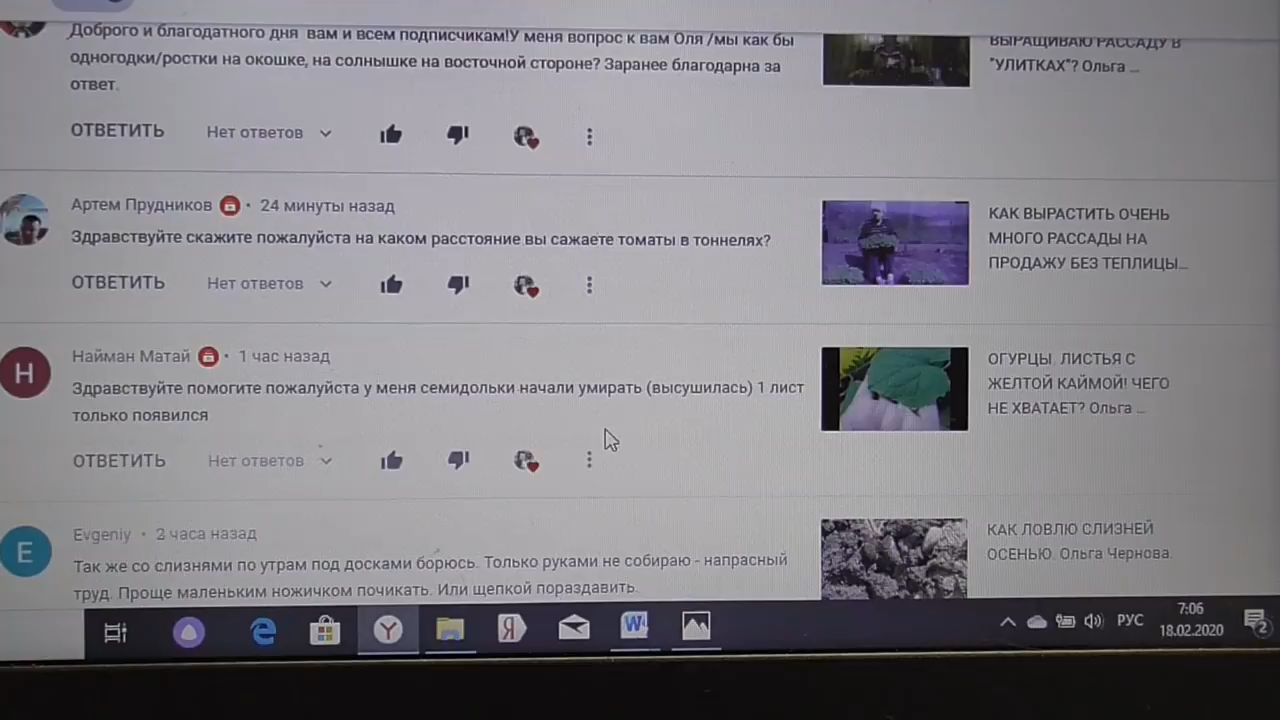 Доброго и благодатного дня вам и всем подписчикам!У меня вопрос к вам Оля /мы как бы
одногодки/ростки на окошке, на солнышке на восточной стороне? Заранее благодарна за
ответ.
ОТВЕТИТЬ Нет ответов
ВЫРАЩИВАЮ РАССАДУ В
"УЛИТКАХ"? Ольга ...
Артем Прудников · 24 минуты назад
Здравствуйте скажите пожалуйста на каком расстояние вы сажаете томаты в тоннелях?
ОТВЕТИТЬ Нет ответов
КАК ВЫРАСТИТЬ ОЧЕНЬ
МНОГО РАССАДЫ НА
ПРОДАЖУ БЕЗ ТЕПЛИЦЫ...
Н
Найман Матай · 1 час назад
Здравствуйте помогите пожалуйста у меня семидольки начали умирать (высушилась) 1 лист
только появился
ОТВЕТИТЬ Нет ответов
ОГУРЦЫ. ЛИСТЬЯ С
ЖЕЛТОЙ КАЙМОЙ! ЧЕГО
НЕ ХВАТАЕТ? Ольга ...
E
Evgeniy · 2 часа назад
Так же со слизнями по утрам под досками борюсь. Только руками не собираю - напрасный
труд. Проще маленьким ножичком почикать. Или щепкой пораздавить.
КАК ЛОВЛЮ СЛИЗНЕЙ
ОСЕНЬЮ. Ольга Чернова.
РУС
7:06
18.02.2020
2